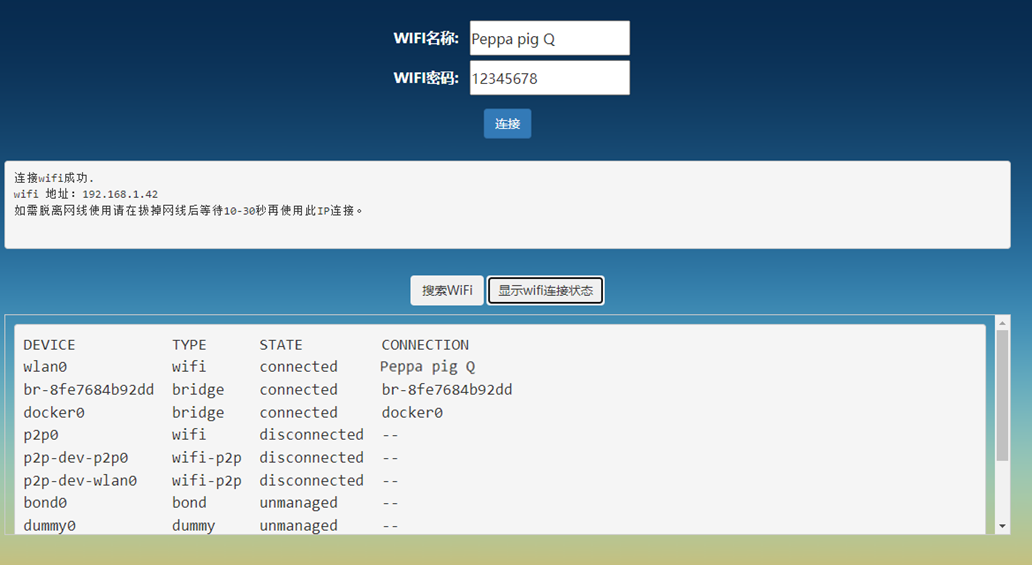 WIFI名称: Peppa pig Q
WIFI密码: 12345678
连接
连接wifi成功.
wifi 地址: 192.168.1.42
如需脱离网线使用请在拔掉网线后等待10-30秒再使用此IP连接。
搜索WiFi 显示wifi连接状态
DEVICE TYPE STATE CONNECTION
wlan0 wifi connected Peppa pig Q
br-8fe7684b92dd bridge connected br-8fe7684b92dd
docker0 bridge connected docker0
p2p0 wifi disconnected --
p2p-dev-p2p0 wifi-p2p disconnected --
p2p-dev-wlan0 wifi-p2p disconnected --
bond0 bond unmanaged --
dummy0 dummy unmanaged --